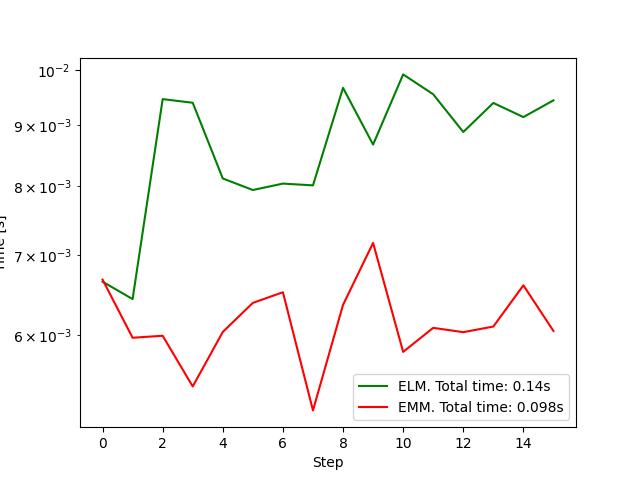 10⁻²
9 × 10⁻³
8 × 10⁻³
7 × 10⁻³
6 × 10⁻³
Time [s]
ELM. Total time: 0.14s
EMM. Total time: 0.098s
0 2 4 6 8 10 12 14
Step